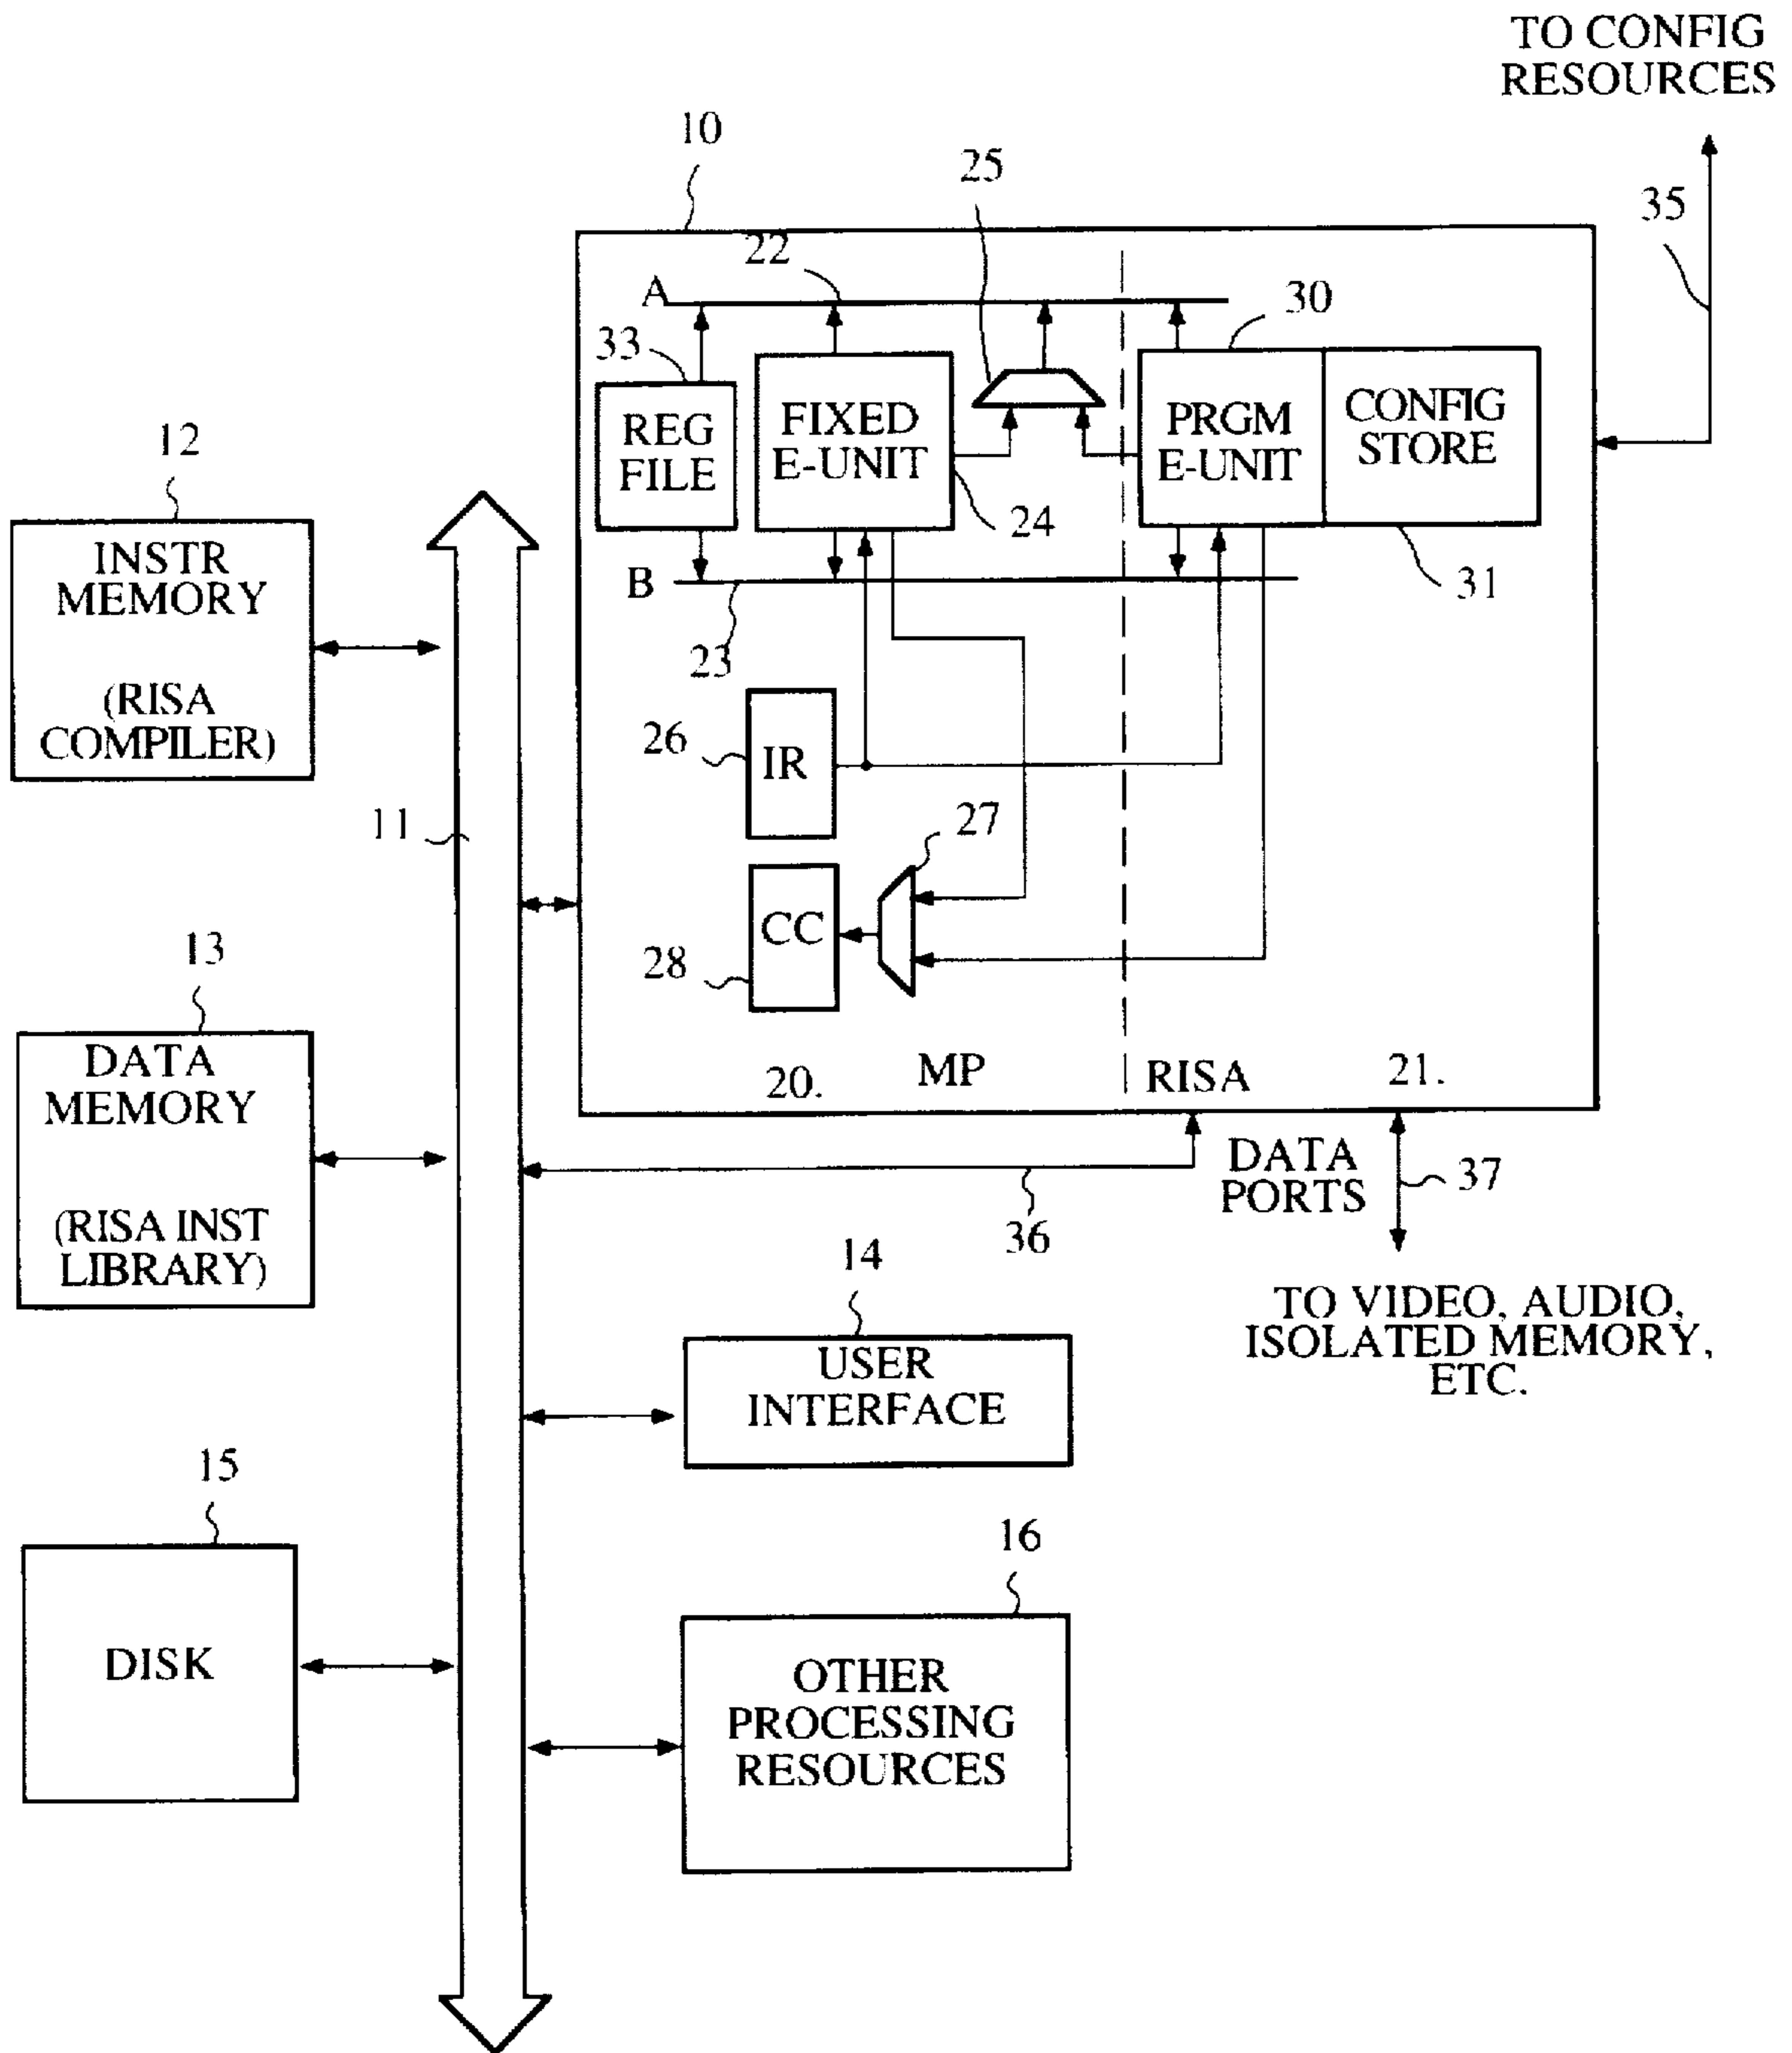 TO CONFIG
RESOURCES
10
25
35
22
A
30
33
REG
FILE
FIXED
E-UNIT
PRGM
E-UNIT
CONFIG
STORE
12
24
INSTR
MEMORY
(RISA
COMPILER)
B
31
23
26
IR
11
27
CC
28
13
DATA
MEMORY
(RISA INST
LIBRARY)
20.
MP
RISA
21.
DATA
PORTS
37
36
14
TO VIDEO, AUDIO,
ISOLATED MEMORY,
ETC.
USER
INTERFACE
15
16
DISK
OTHER
PROCESSING
RESOURCES